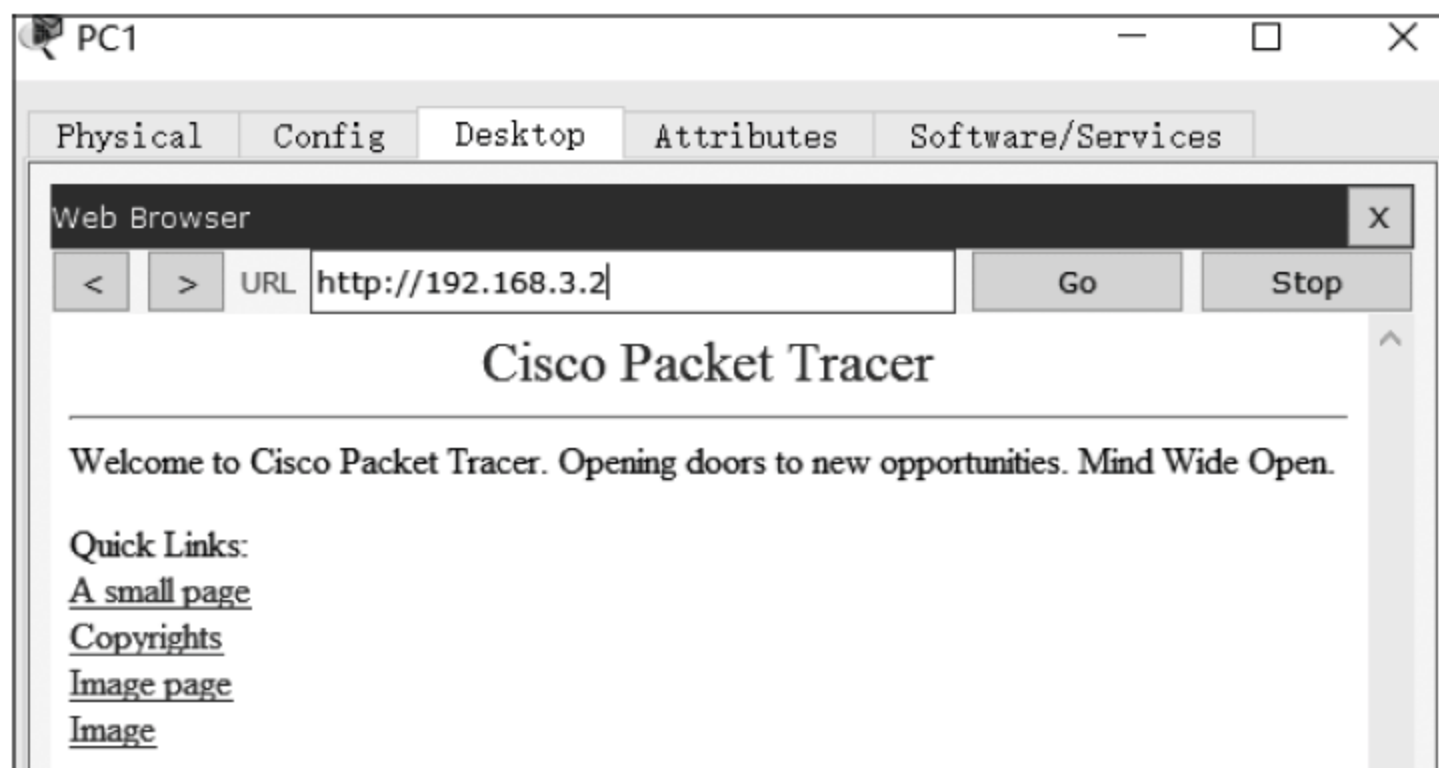 PC1
Physical Config Desktop Attributes Software/Services
Web Browser X
< > URL http://192.168.3.2 Go Stop
Cisco Packet Tracer
Welcome to Cisco Packet Tracer. Opening doors to new opportunities. Mind Wide Open.
Quick Links:
A small page
Copyrights
Image page
Image